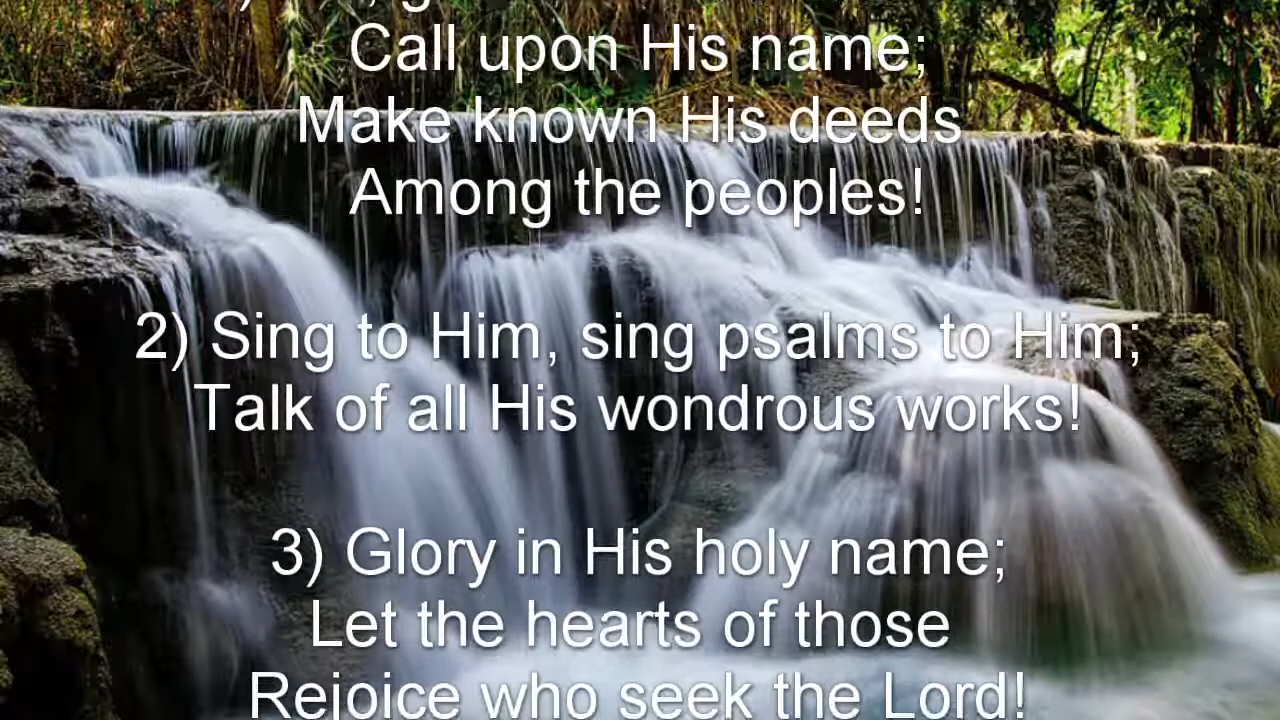 Call upon His name;
Make known His deeds
Among the peoples!
2) Sing to Him, sing psalms to Him;
Talk of all His wondrous works!
3) Glory in His holy name;
Let the hearts of those
Rejoice who seek the Lord!